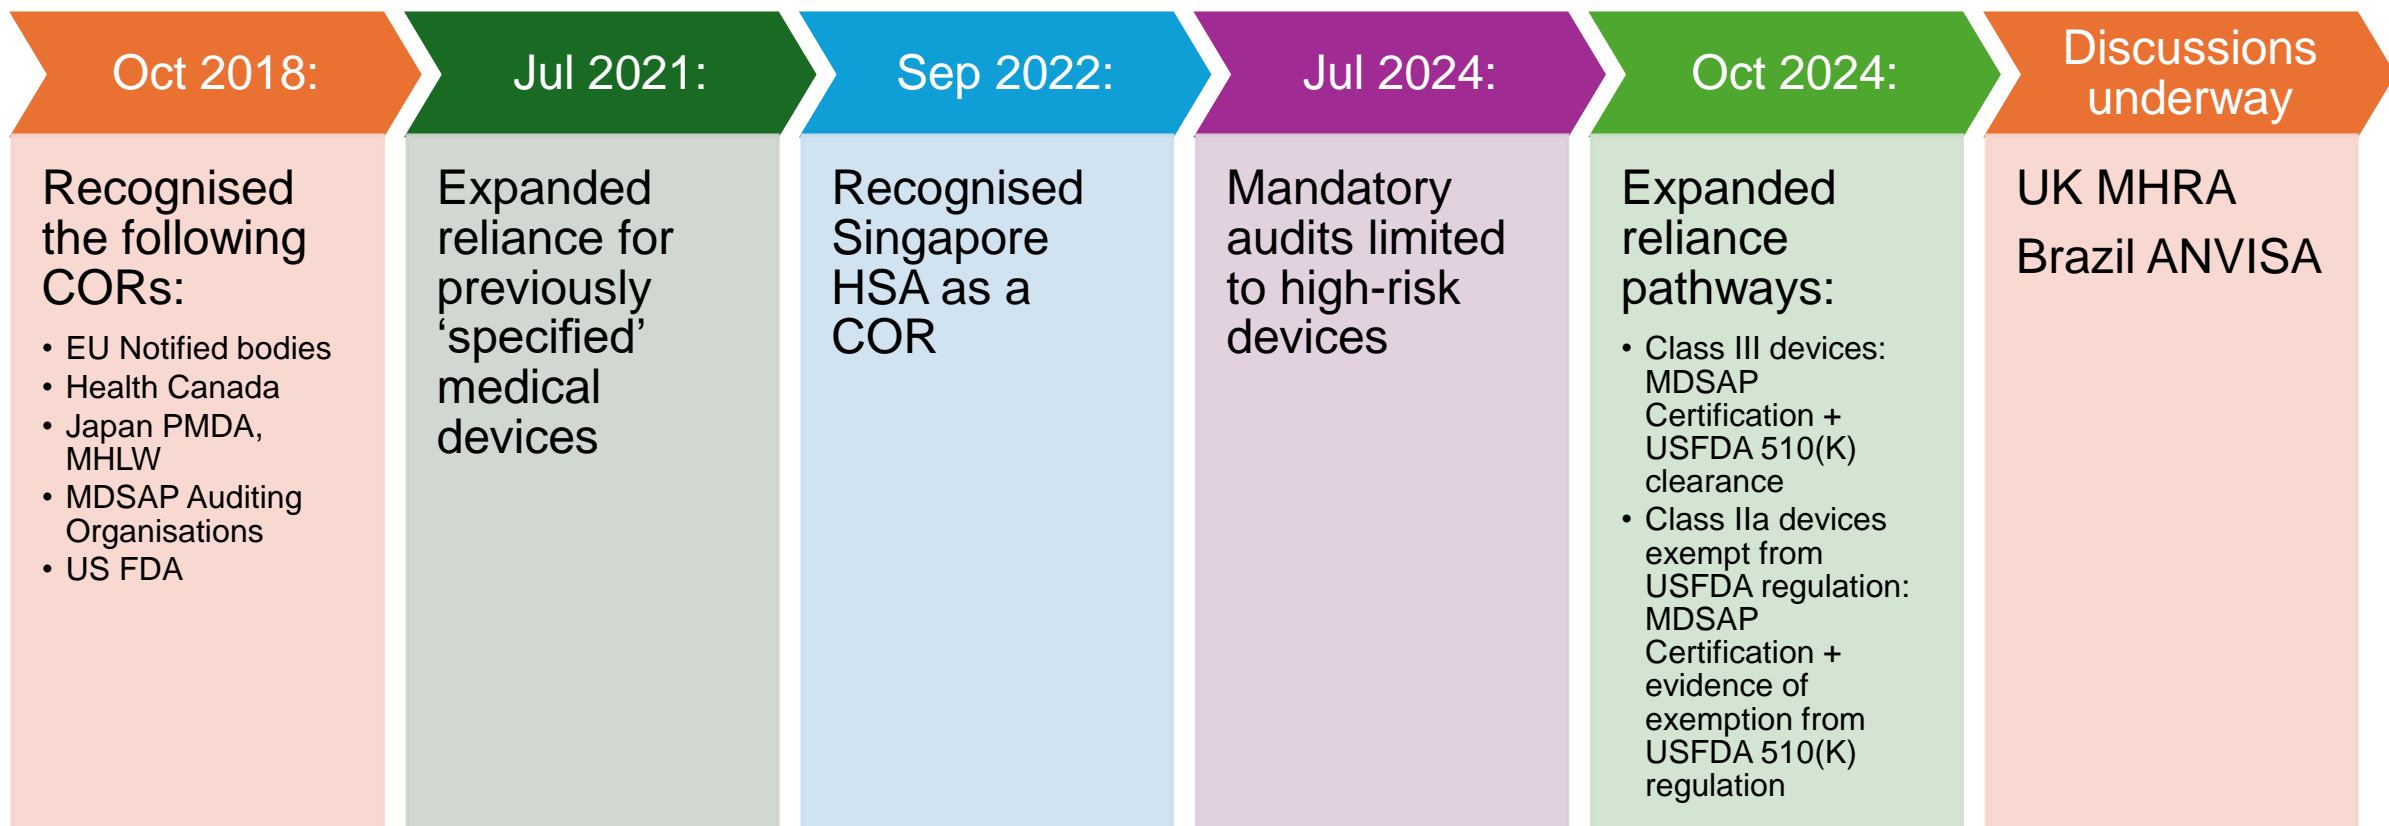 Oct 2018:
Recognised
the following
CORs:
• EU Notified bodies
• Health Canada
• Japan PMDA,
MHLW
• MDSAP Auditing
Organisations
• US FDA
Jul 2021:
Expanded
reliance for
previously
‘specified’
medical
devices
Sep 2022:
Recognised
Singapore
HSA as a
COR
Jul 2024:
Mandatory
audits limited
to high-risk
devices
Oct 2024:
Expanded
reliance
pathways:
• Class III devices:
MDSAP
Certification +
USFDA 510(K)
clearance
• Class IIa devices
exempt from
USFDA regulation:
MDSAP
Certification +
evidence of
exemption from
USFDA 510(K)
regulation
Discussions
underway
UK MHRA
Brazil ANVISA